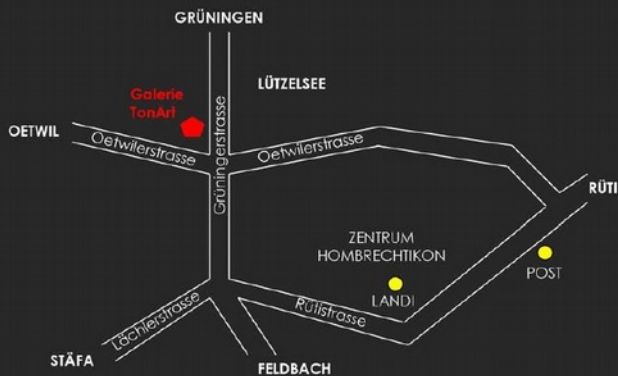 GRÜNINGEN
Galerie
TonArt
LÜTZELSEE
OETWIL
Oetwilerstrasse
Grüningerstrasse
Oetwilerstrasse
RÜTI
ZENTRUM
HOMBRECHTIKON
POST
LANDI
Rütistrasse
Lächlerstrasse
STÄFA
FELDBACH